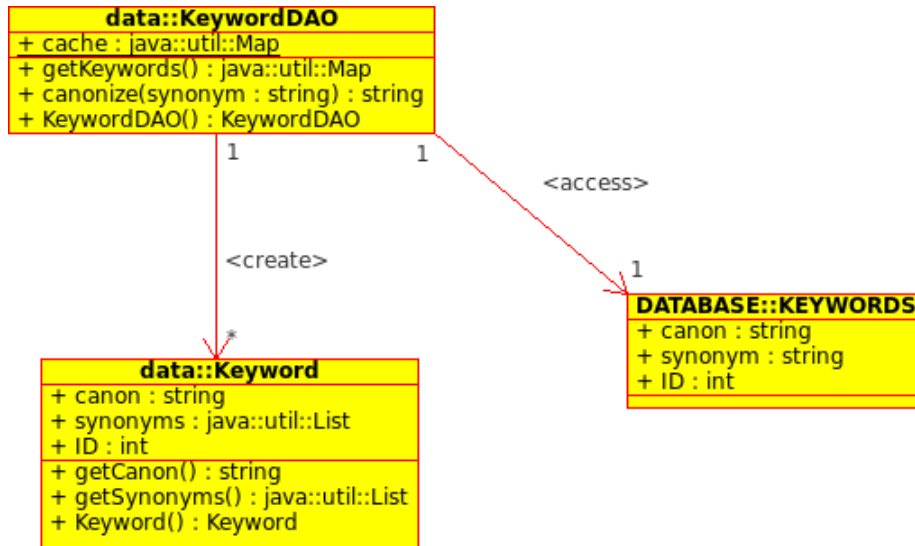 data::KeywordDAO
+ cache : java::util::Map
+ getKeywords() : java::util::Map
+ canonize(synonym : string) : string
+ KeywordDAO() : KeywordDAO
1
1
<access>
<create>
1
*
DATABASE::KEYWORDS
+ canon : string
+ synonym : string
+ ID : int
data::Keyword
+ canon : string
+ synonyms : java::util::List
+ ID : int
+ getCanon() : string
+ getSynonyms() : java::util::List
+ Keyword() : Keyword